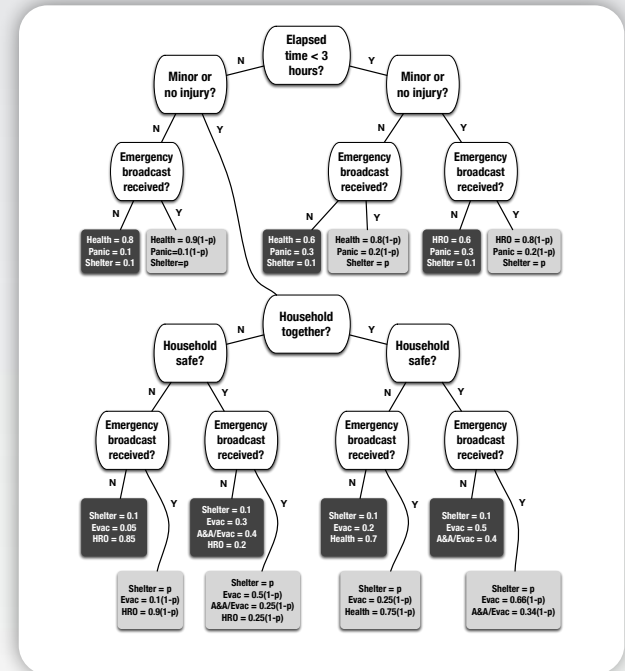 Elapsed
time < 3
hours?
N
Y
Minor or
no injury?
Minor or
no injury?
N
Y
N
Y
Emergency
broadcast
received?
Emergency
broadcast
received?
Emergency
broadcast
received?
N
Y
N
Y
N
Y
Health = 0.8
Panic = 0.1
Shelter = 0.1
Health = 0.9(1-p)
Panic=0.1(1-p)
Shelter=p
Health = 0.6
Panic = 0.3
Shelter = 0.1
Health = 0.8(1-p)
Panic = 0.2(1-p)
Shelter = p
HRO = 0.6
Panic = 0.3
Shelter = 0.1
HRO = 0.8(1-p)
Panic = 0.2(1-p)
Shelter = p
Household
together?
N
Y
Household
safe?
Household
safe?
N
Y
N
Y
Emergency
broadcast
received?
Emergency
broadcast
received?
Emergency
broadcast
received?
Emergency
broadcast
received?
N
Y
N
Y
N
Y
N
Y
Shelter = 0.1
Evac = 0.05
HRO = 0.85
Shelter = 0.1
Evac = 0.3
A&A/Evac = 0.4
HRO = 0.2
Shelter = 0.1
Evac = 0.2
Health = 0.7
Shelter = 0.1
Evac = 0.5
A&A/Evac = 0.4
Shelter = p
Evac = 0.1(1-p)
HRO = 0.9(1-p)
Shelter = p
Evac = 0.5(1-p)
A&A/Evac = 0.25(1-p)
HRO = 0.25(1-p)
Shelter = p
Evac = 0.25(1-p)
Health = 0.75(1-p)
Shelter = p
Evac = 0.66(1-p)
A&A/Evac = 0.34(1-p)